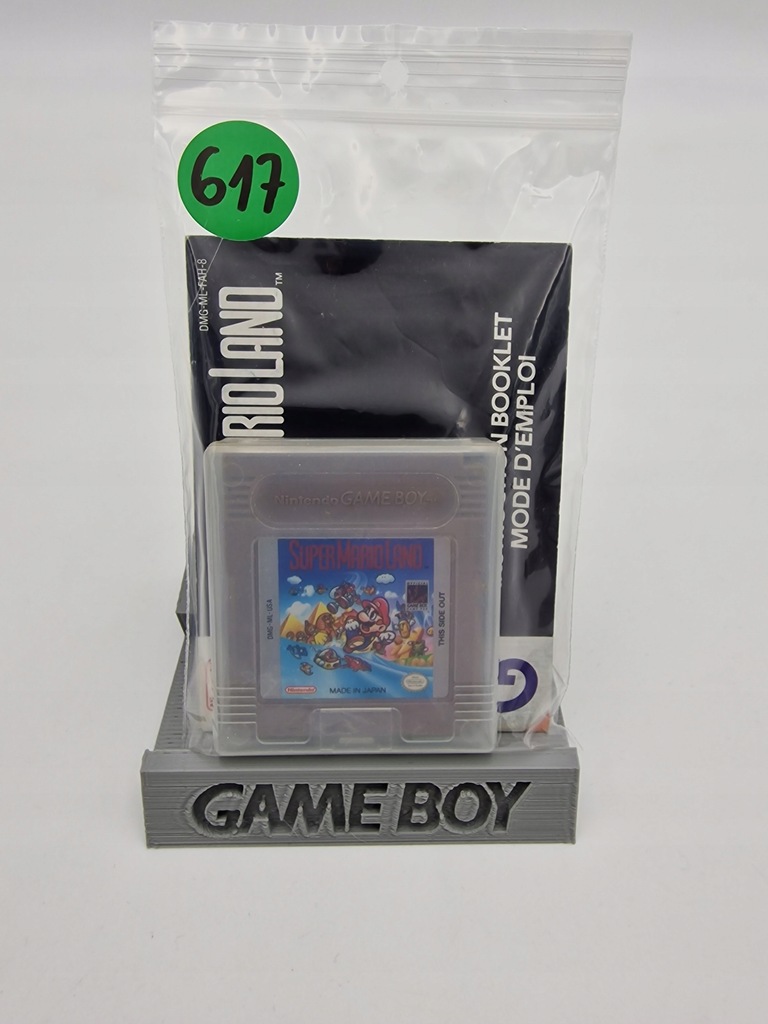 617
DMG-ML-FAH-8
RIO LAND™
BOOKLET
MODE D'EMPLOI
Nintendo GAME BOY
SUPER MARIO LAND
DMG-ML-USA
THIS SIDE OUT
Nintendo
MADE IN JAPAN
GAME BOY